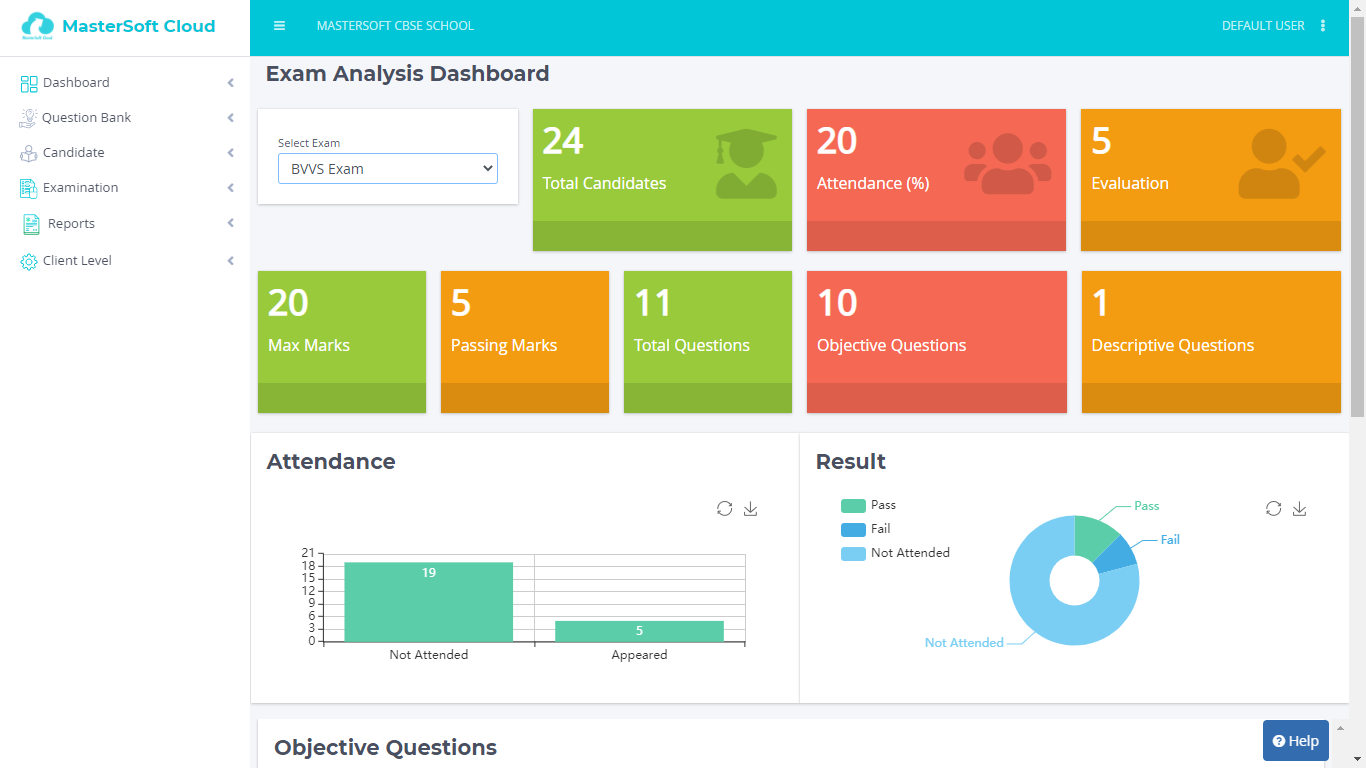 MasterSoft Cloud
MASTERSOFT CBSE SCHOOL
DEFAULT USER
Dashboard
Question Bank
Candidate
Examination
Reports
Client Level
Exam Analysis Dashboard
Select Exam
BVVS Exam
24
Total Candidates
20
Attendance (%)
5
Evaluation
20
Max Marks
5
Passing Marks
11
Total Questions
10
Objective Questions
1
Descriptive Questions
Attendance
21
18
15
12
9
6
3
0
19
5
Not Attended
Appeared
Result
Pass
Fail
Not Attended
Pass
Fail
Not Attended
Objective Questions
Help